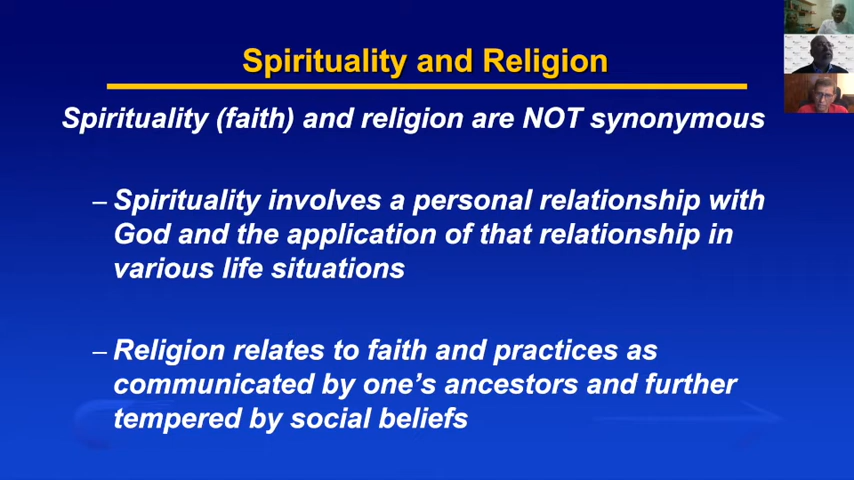 Spirituality and Religion
Spirituality (faith) and religion are NOT synonymous
– Spirituality involves a personal relationship with
God and the application of that relationship in
various life situations
– Religion relates to faith and practices as
communicated by one’s ancestors and further
tempered by social beliefs